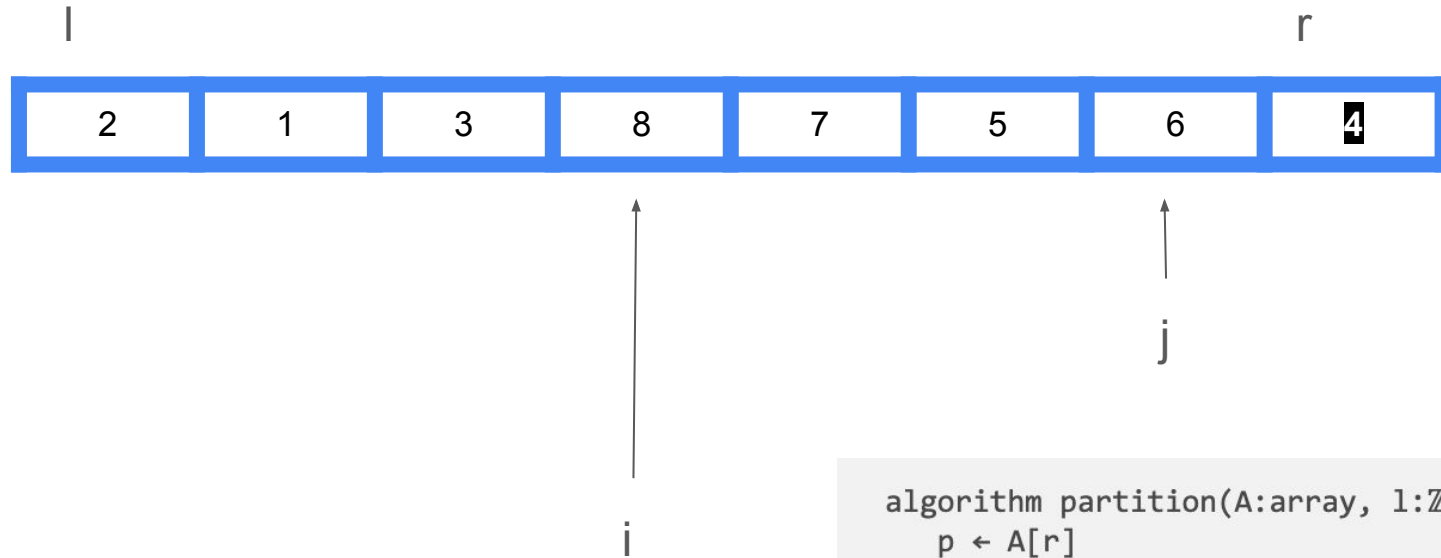 l r
2 1 3 8 7 5 6 4
j
i
algorithm partition(A:array, l:ℤ
p ← A[r]